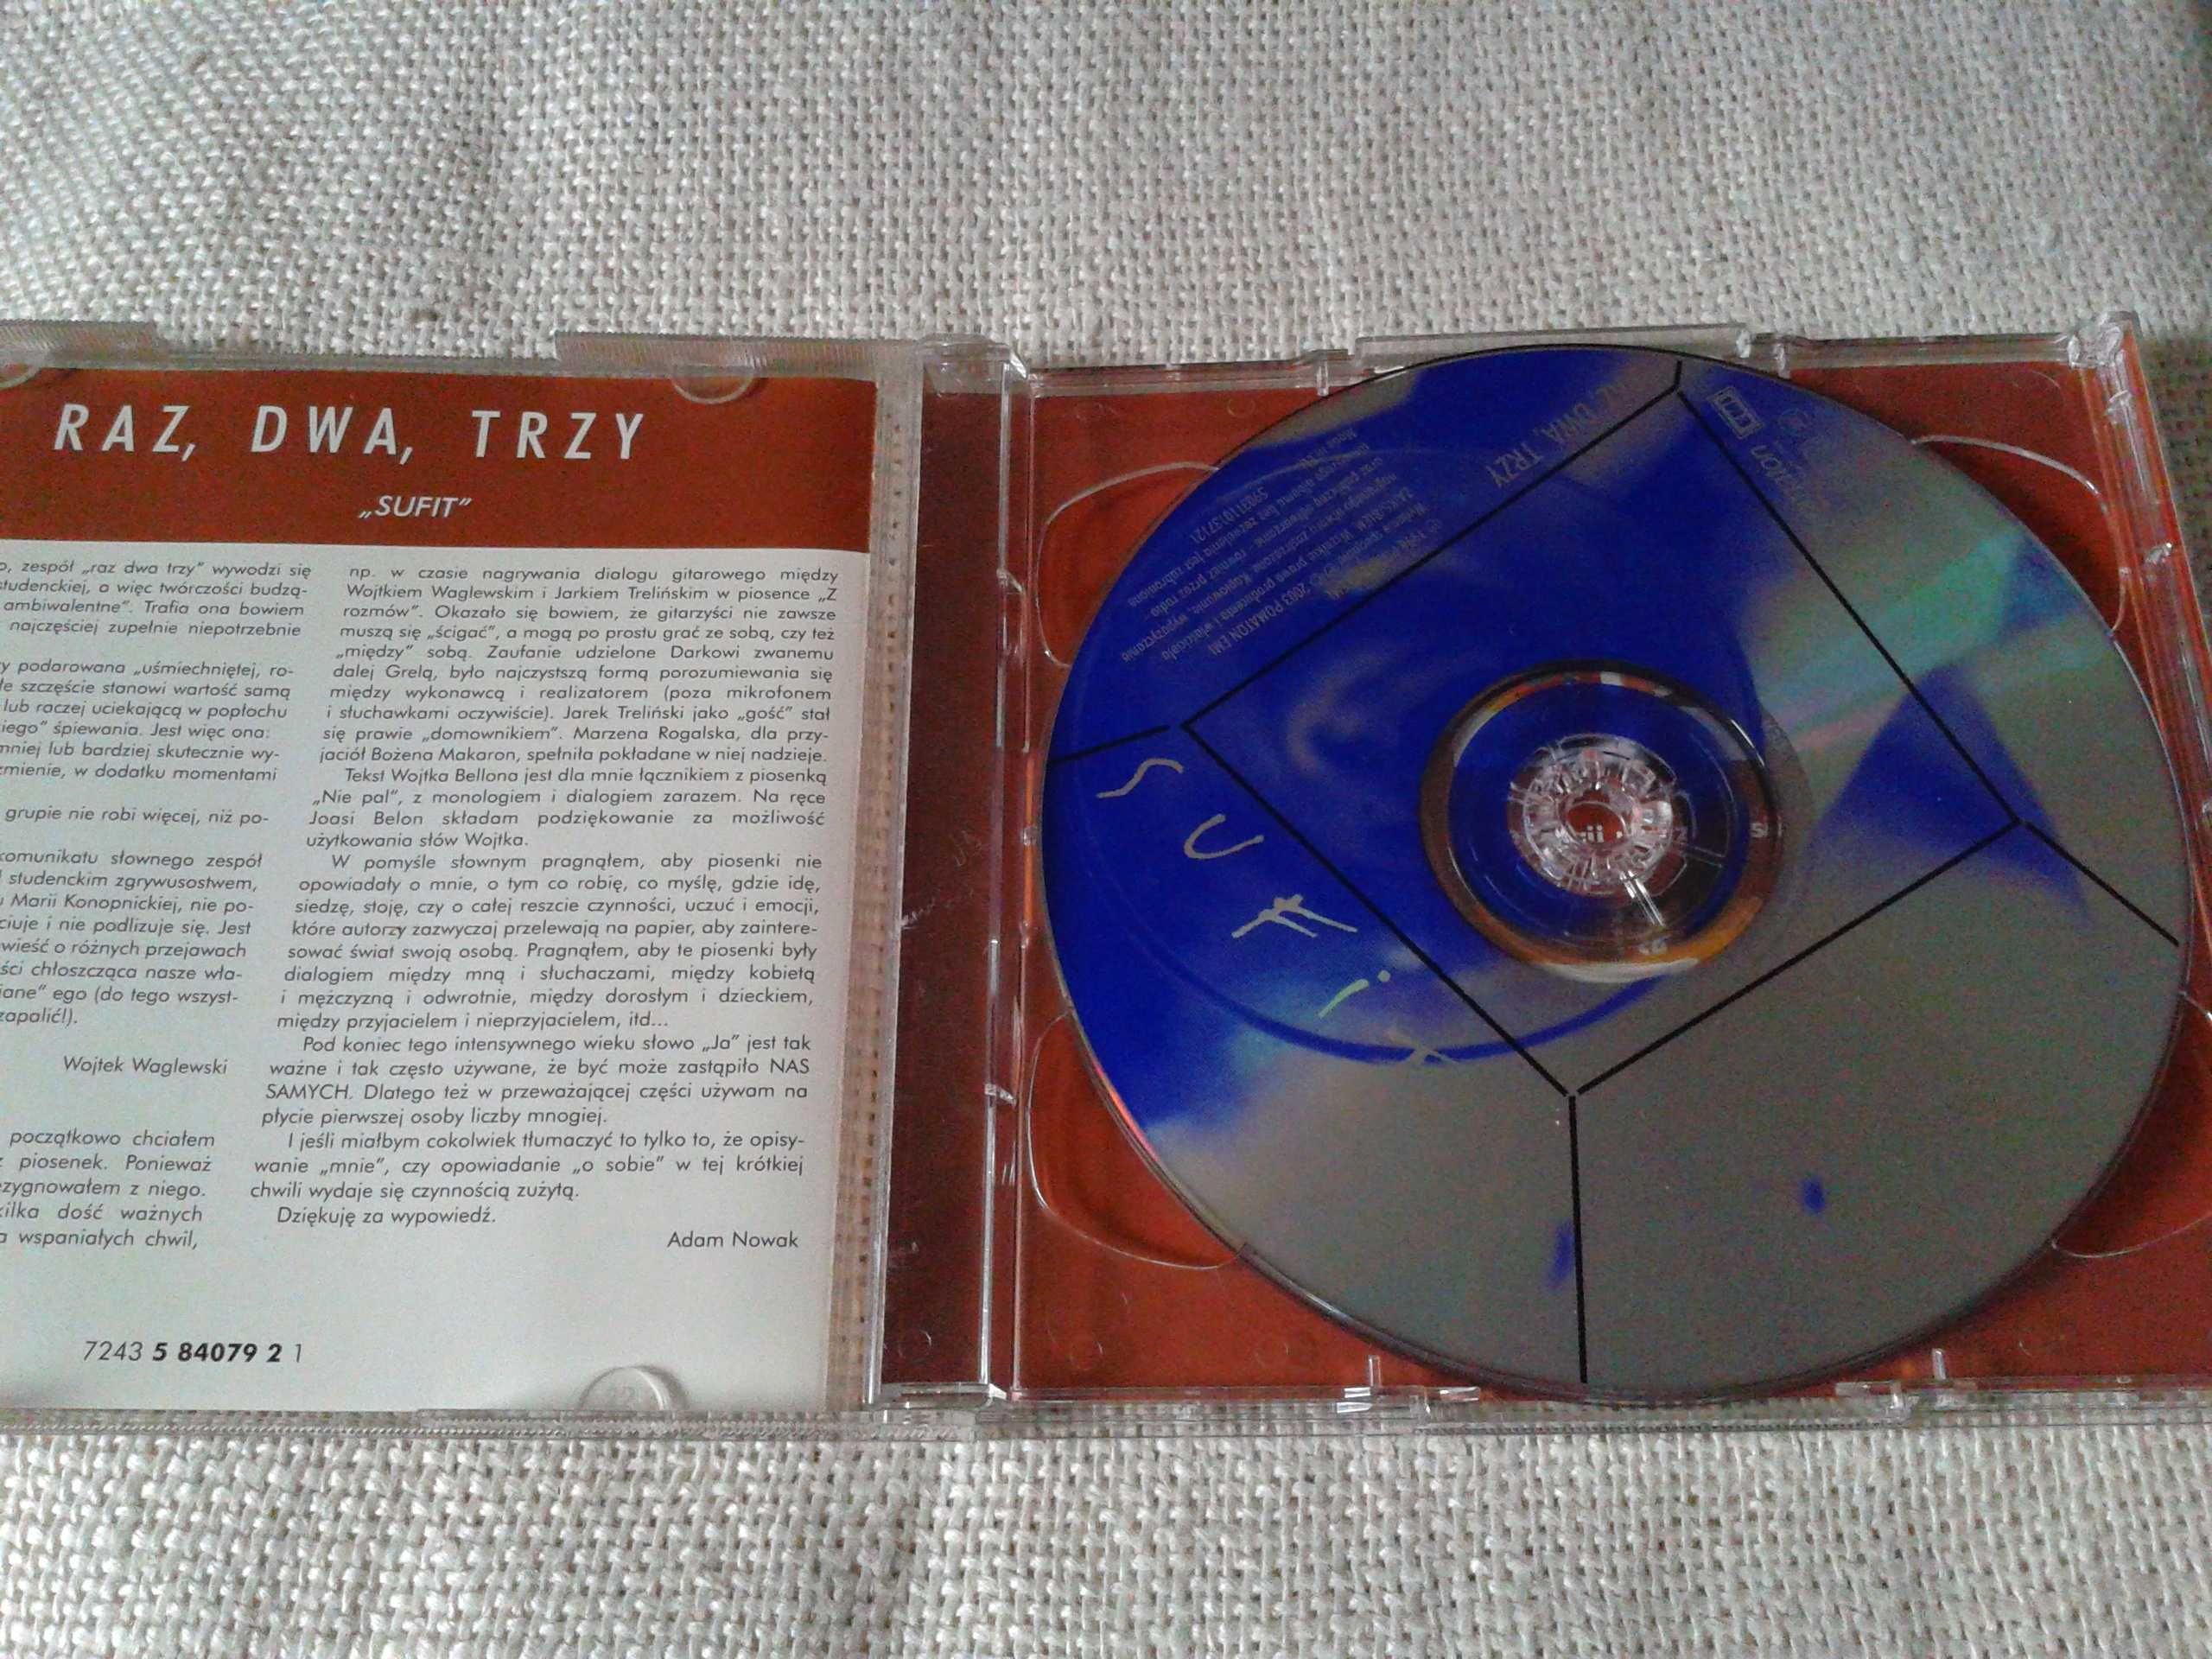 RAZ, DWA, TRZY
„SUFIT”
zespół „raz dwa trzy” wywodzi się
studenckiej, a więc twórczości budzą-
ambiwalentne”. Trafia ona bowiem
najczęściej zupełnie niepotrzebnie
podarowana „uśmiechniętej, ro-
szczęście stanowi wartość samą
lub raczej uciekającą w popłochu
śpiewania. Jest więc ona:
mniej lub bardziej skutecznie wy-
w dodatku momentami
grupie nie robi więcej, niż po-
komunikatu słownego zespół
studenckim zgrywusostwem,
Marii Konopnickiej, nie po-
i nie podlizuje się. Jest
o różnych przejawach
chłoszcząca nasze wła-
ego (do tego wszyst-
zapalić!).
Wojtek Waglewski
początkowo chciałem
piosenek. Ponieważ
z niego.
kilka dość ważnych
wspaniałych chwil,
7243 5 84079 2 1
np. w czasie nagrywania dialogu gitarowego między
Wojtkiem Waglewskim i Jarkiem Trelińskim w piosence „Z
rozmów”. Okazało się bowiem, że gitarzyści nie zawsze
muszą się „ścigać”, a mogą po prostu grać ze sobą, czy też
„między” sobą. Zaufanie udzielone Darkowi zwanemu
dalej Grelą, było najczystszą formą porozumiewania się
między wykonawcą i realizatorem (poza mikrofonem
i słuchawkami oczywiście). Jarek Treliński jako „gość” stał
się prawie „domownikiem”. Marzena Rogalska, dla przy-
jaciół Bożena Makaron, spełniła pokładane w niej nadzieje.
Tekst Wojtka Bellona jest dla mnie łącznikiem z piosenką
„Nie pal”, z monologiem i dialogiem zarazem. Na ręce
Joasi Belon składam podziękowanie za możliwość
użytkowania słów Wojtka.
W pomyśle słownym pragnąłem, aby piosenki nie
opowiadały o mnie, o tym co robię, co myślę, gdzie idę,
siedzę, stoję, czy o całej reszcie czynności, uczuć i emocji,
które autorzy zazwyczaj przelewają na papier, aby zaintere-
sować świat swoją osobą. Pragnąłem, aby te piosenki były
dialogiem między mną i słuchaczami, między kobietą
i mężczyzną i odwrotnie, między dorosłym i dzieckiem,
między przyjacielem i nieprzyjacielem, itd...
Pod koniec tego intensywnego wieku słowo „Ja” jest tak
ważne i tak często używane, że być może zastąpiło NAS
SAMYCH. Dlatego też w przeważającej części używam na
płycie pierwszej osoby liczby mnogiej.
I jeśli miałbym cokolwiek tłumaczyć to tylko to, że opisy-
wanie „mnie”, czy opowiadanie „o sobie” w tej krótkiej
chwili wydaje się czynnością zużytą.
Dziękuję za wypowiedź.
Adam Nowak
DWA, TRZY
2003 POMATON EMI
SUFiT